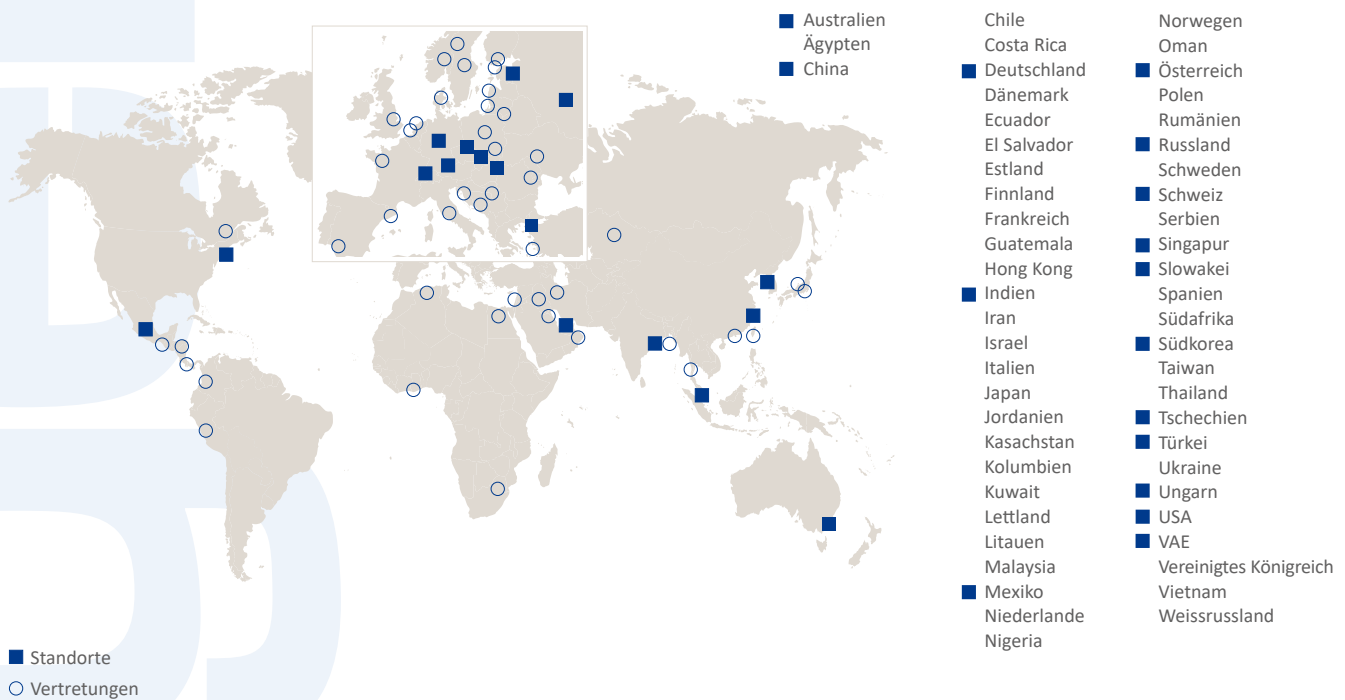 Australien
Ägypten
China
Chile
Costa Rica
Deutschland
Dänemark
Ecuador
El Salvador
Estland
Finnland
Frankreich
Guatemala
Hong Kong
Indien
Iran
Israel
Italien
Japan
Jordanien
Kasachstan
Kolumbien
Kuwait
Lettland
Litauen
Malaysia
Mexiko
Niederlande
Nigeria
Norwegen
Oman
Österreich
Polen
Rumänien
Russland
Schweden
Schweiz
Serbien
Singapur
Slowakei
Spanien
Südafrika
Südkorea
Taiwan
Thailand
Tschechien
Türkei
Ukraine
Ungarn
USA
VAE
Vereinigtes Königreich
Vietnam
Weissrussland
Standorte
Vertretungen